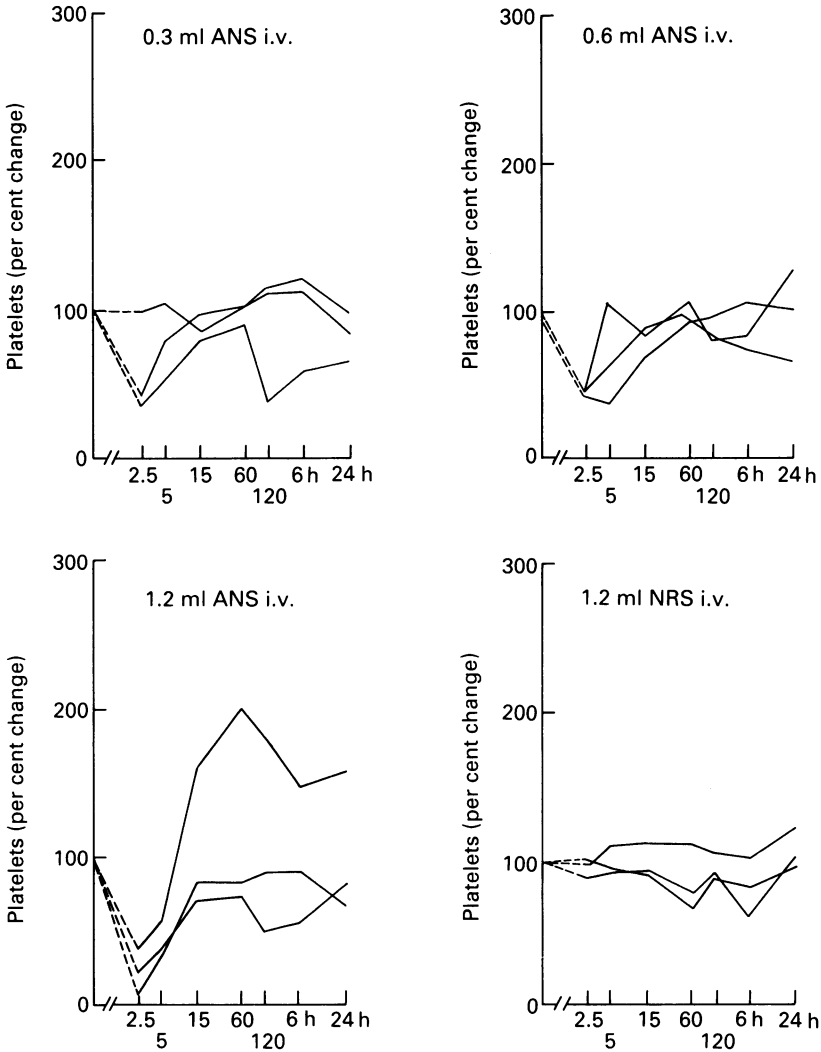 300
0.3 ml ANS i.v.
200
100
0
Platelets (per cent change)
2.5 15 60 6 h 24 h
5 120
300
0.6 ml ANS i.v.
200
100
0
Platelets (per cent change)
2.5 15 60 6 h 24 h
5 120
300
1.2 ml ANS i.v.
200
100
0
Platelets (per cent change)
2.5 15 60 6 h 24 h
5 120
300
1.2 ml NRS i.v.
200
100
0
Platelets (per cent change)
2.5 15 60 6 h 24 h
5 120